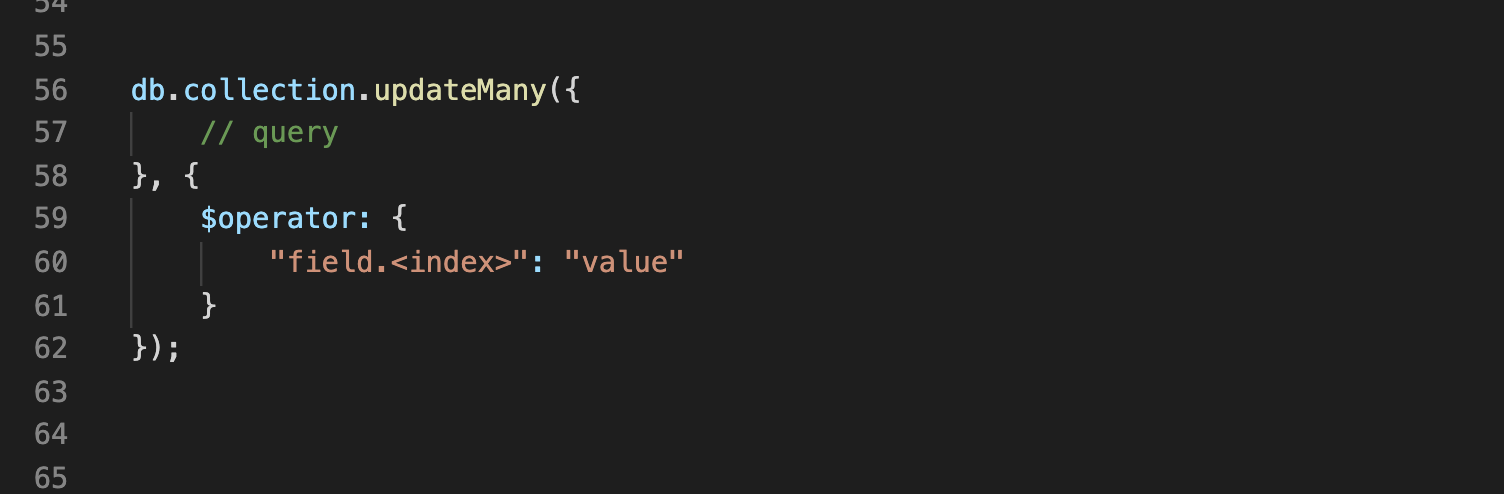 54
55
56 db.collection.updateMany({
57 // query
58 }, {
59 $operator: {
60 "field.<index>": "value"
61 }
62 });
63
64
65